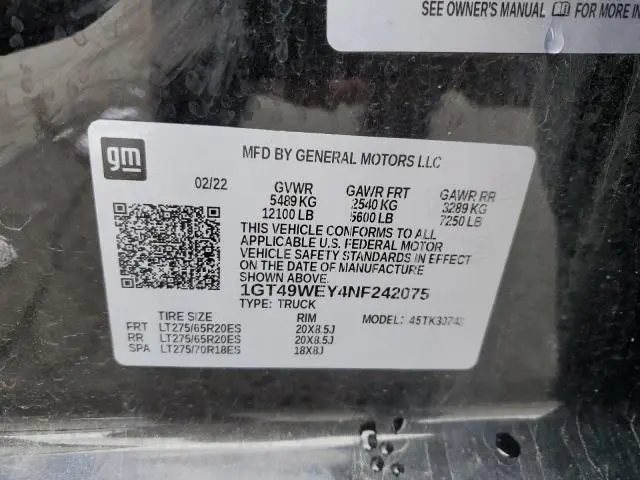 SEE OWNER'S MANUAL FOR MORE IN
gm
MFD BY GENERAL MOTORS LLC
02/22 GVWR GAWR FRT GAWR RR
5489 KG 2540 KG 3289 KG
12100 LB 5600 LB 7250 LB
THIS VEHICLE CONFORMS TO ALL
APPLICABLE U.S. FEDERAL MOTOR
VEHICLE SAFETY STANDARDS IN EFFECT
ON THE DATE OF MANUFACTURE
SHOWN ABOVE.
1GT49WEY4NF242075
TYPE: TRUCK
TIRE SIZE RIM MODEL:
FRT LT275/65R20ES 20X8.5J
RR LT275/65R20ES 20X8.5J
SPA LT275/70R18ES 18X8J